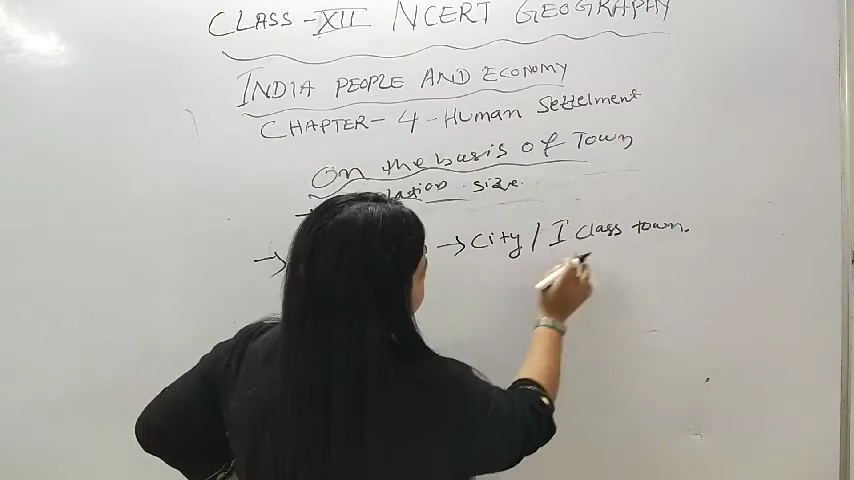 CLASS -XII NCERT GEOGRAPHY
INDIA PEOPLE AND ECONOMY
CHAPTER- 4 - Human Settelment
On the basis of Town
size.
→ → City / I class town.